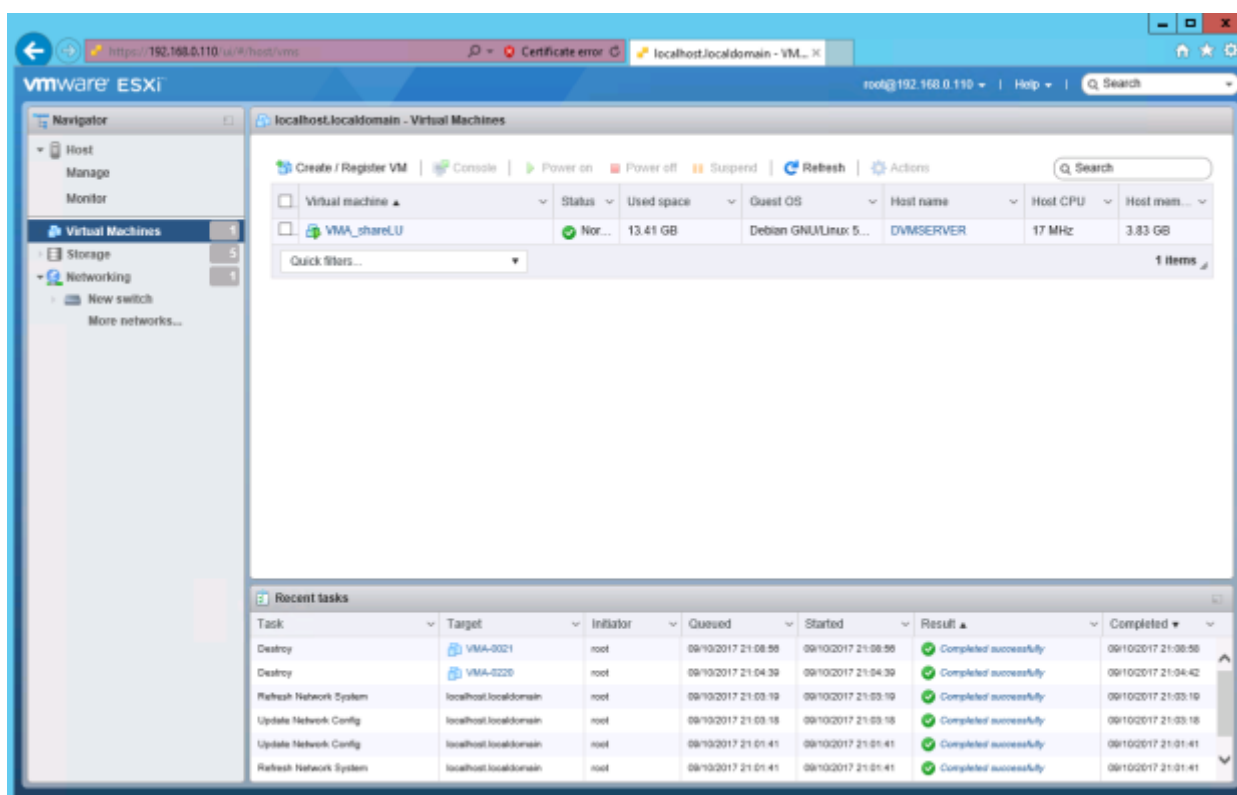 https://192.168.0.110/ui/#/host/vms Certificate error localhost.localdomain - VM...
vmware ESXi root@192.168.0.110 | Help | Search
Navigator
Host
Manage
Monitor
Virtual Machines 1
Storage 5
Networking 1
New switch
More networks...
localhost.localdomain - Virtual Machines
Create / Register VM | Console | Power on Power off Suspend | Refresh | Actions Search
Virtual machine Status Used space Guest OS Host name Host CPU Host mem...
VMA_shareLU Nor... 13.41 GB Debian GNU/Linux 5... DVMSERVER 17 MHz 3.83 GB
Quick filters... 1 items
Recent tasks
Task Target Initiator Queued Started Result Completed
Destroy VMA-0021 root 09/10/2017 21:08:56 09/10/2017 21:08:56 Completed successfully 09/10/2017 21:08:58
Destroy VMA-0220 root 09/10/2017 21:04:39 09/10/2017 21:04:39 Completed successfully 09/10/2017 21:04:42
Refresh Network System localhost.localdomain root 09/10/2017 21:03:19 09/10/2017 21:03:19 Completed successfully 09/10/2017 21:03:19
Update Network Config localhost.localdomain root 09/10/2017 21:03:18 09/10/2017 21:03:18 Completed successfully 09/10/2017 21:03:18
Update Network Config localhost.localdomain root 09/10/2017 21:01:41 09/10/2017 21:01:41 Completed successfully 09/10/2017 21:01:41
Refresh Network System localhost.localdomain root 09/10/2017 21:01:41 09/10/2017 21:01:41 Completed successfully 09/10/2017 21:01:41